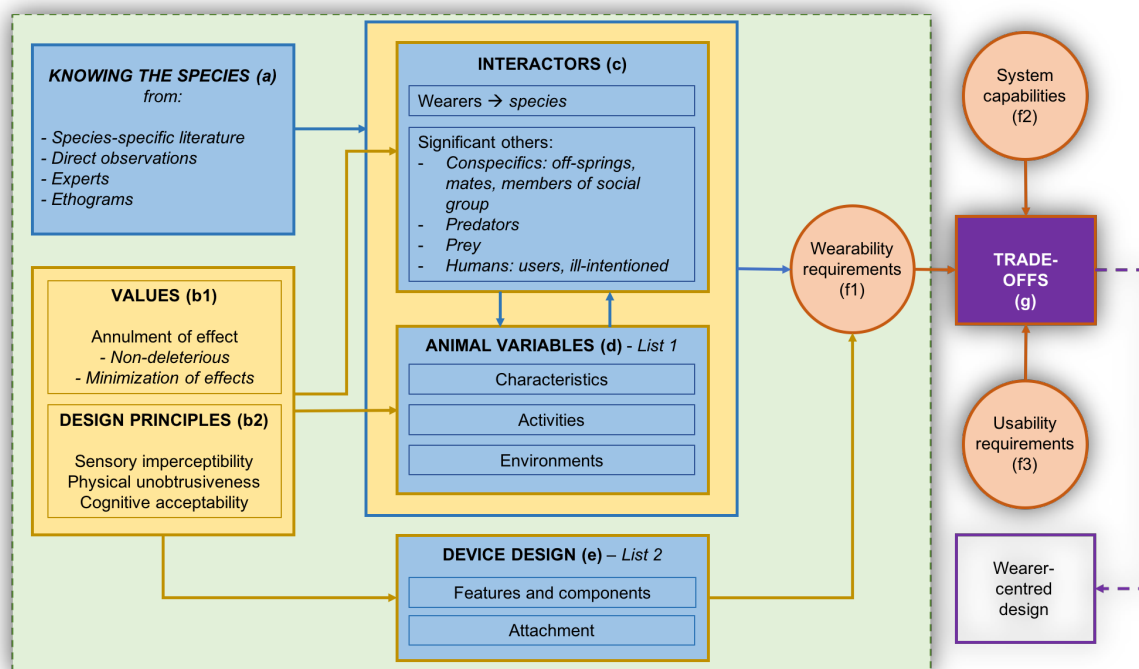 KNOWING THE SPECIES (a)
from:
- Species-specific literature
- Direct observations
- Experts
- Ethograms
VALUES (b1)
Annulment of effect
- Non-deleterious
- Minimization of effects
DESIGN PRINCIPLES (b2)
Sensory imperceptibility
Physical unobtrusiveness
Cognitive acceptability
INTERACTORS (c)
Wearers → species
Significant others:
- Conspecifics: off-springs,
mates, members of social
group
- Predators
- Prey
- Humans: users, ill-intentioned
ANIMAL VARIABLES (d) - List 1
Characteristics
Activities
Environments
DEVICE DESIGN (e) – List 2
Features and components
Attachment
Wearability
requirements
(f1)
System
capabilities
(f2)
TRADE-
OFFS
(g)
Usability
requirements
(f3)
Wearer-
centred
design